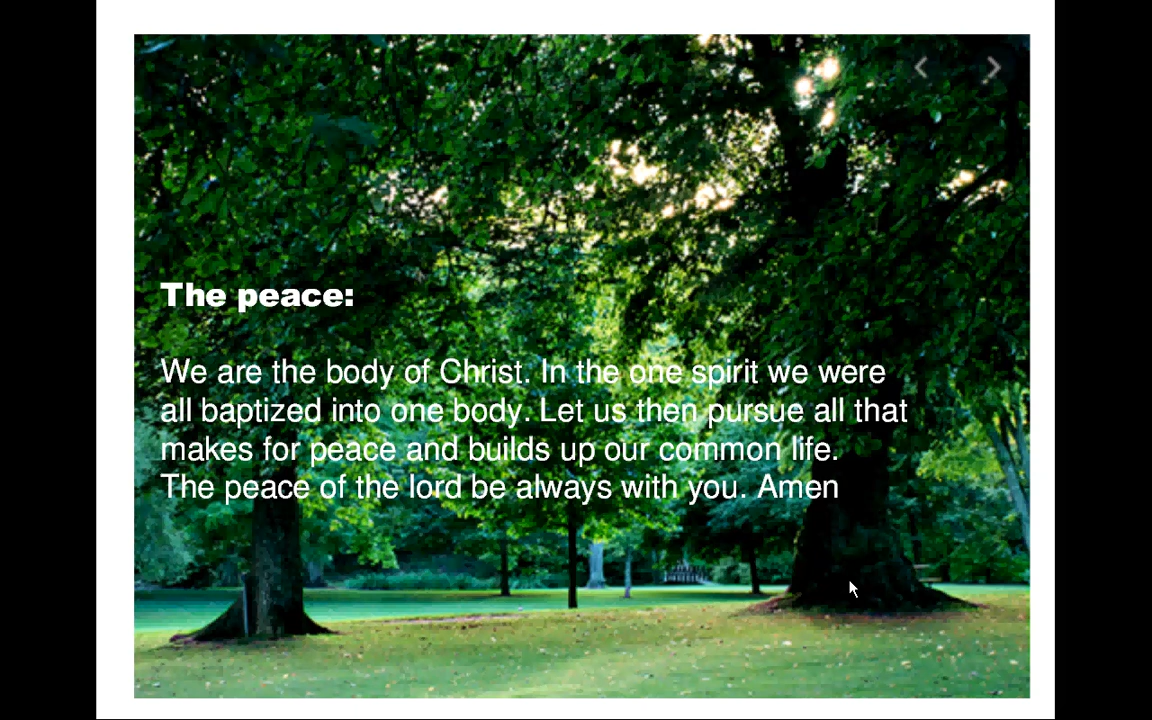 The peace:
We are the body of Christ. In the one spirit we were
all baptized into one body. Let us then pursue all that
makes for peace and builds up our common life.
The peace of the lord be always with you. Amen